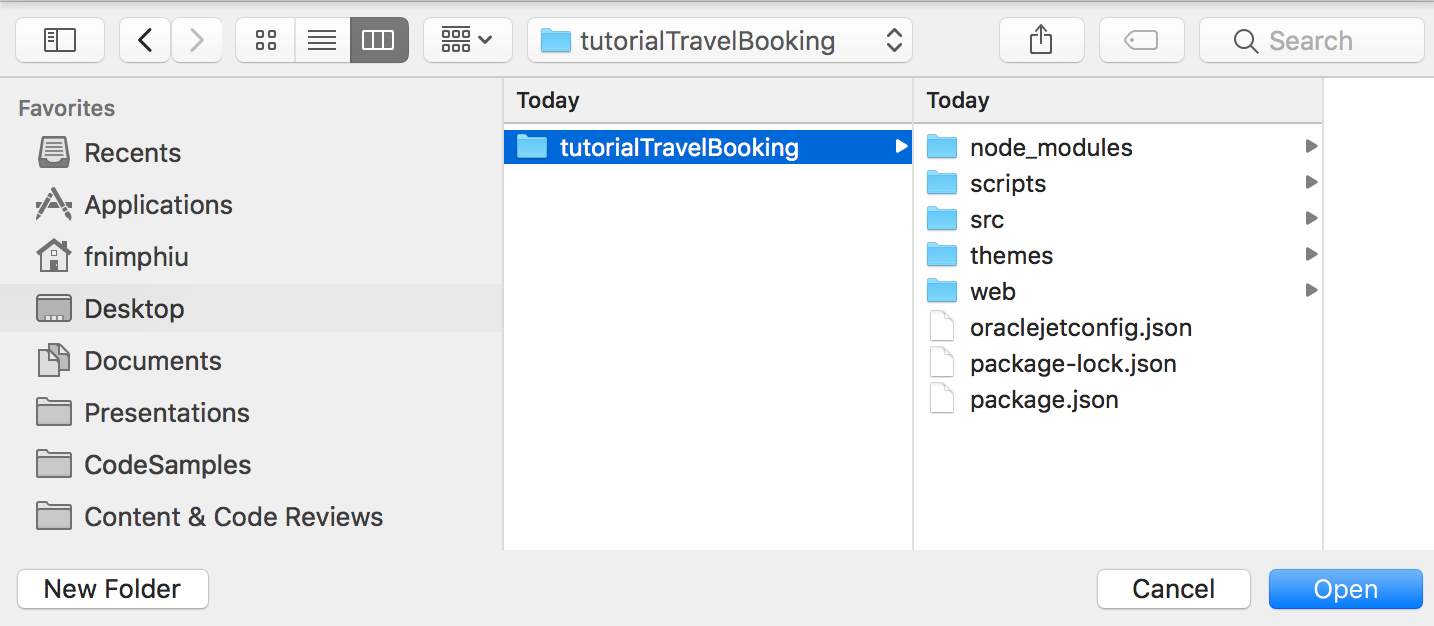 tutorialTravelBooking
Search
Favorites
Recents
Applications
fnimphiu
Desktop
Documents
Presentations
CodeSamples
Content & Code Reviews
Today
tutorialTravelBooking
Today
node_modules
scripts
src
themes
web
oraclejetconfig.json
package-lock.json
package.json
New Folder
Cancel
Open